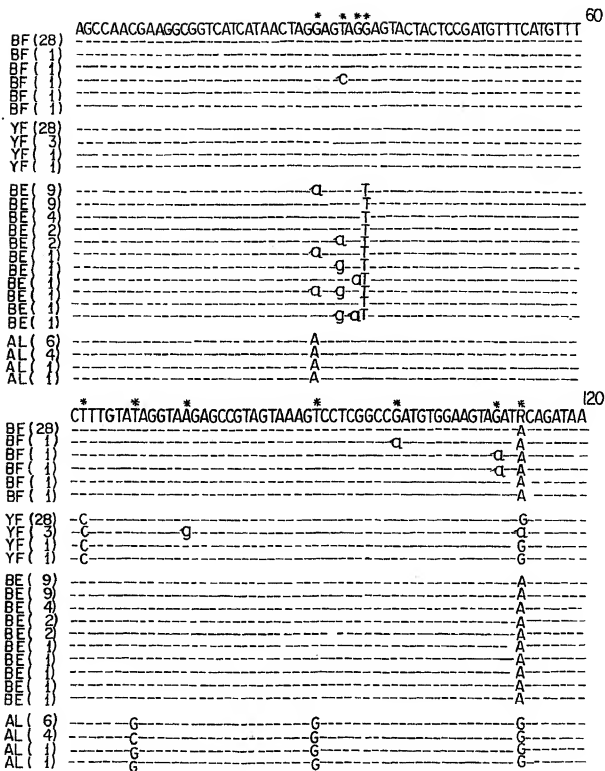 * * **
AGCCAACGAAGGCGGTCATCATAACTAGGAGTAGGAGTACTACTCCGATGTTTCATGTTT 60
BF(28)
BF( 1)
BF( 1)
BF( 1) C
BF( 1)
BF( 1)
YF(28)
YF( 3)
YF( 1)
YF( 1)
BE( 9) a T
BE( 9) T
BE( 4) T
BE( 2) T
BE( 2) a T
BE( 1) a T
BE( 1) g T
BE( 1) aT
BE( 1) a g T
BE( 1) g aT
AL( 6) A
AL( 4) A
AL( 1) A
AL( 1) A
* * * * * * *
CTTTGTATAGGTAAGAGCCGTAGTAAAGTCCTCGGCCGATGTGGAAGTAGATRCAGATAA 120
BF(28) A
BF( 1) a A
BF( 1) a A
BF( 1) a A
BF( 1) A
BF( 1) A
YF(28) C G
YF( 3) C g a
YF( 1) C G
YF( 1) C G
BE( 9) A
BE( 9) A
BE( 4) A
BE( 2) A
BE( 2) A
BE( 1) A
BE( 1) A
BE( 1) A
BE( 1) A
BE( 1) A
AL( 6) G G G
AL( 4) C G G
AL( 1) G G G
AL( 1) G G G